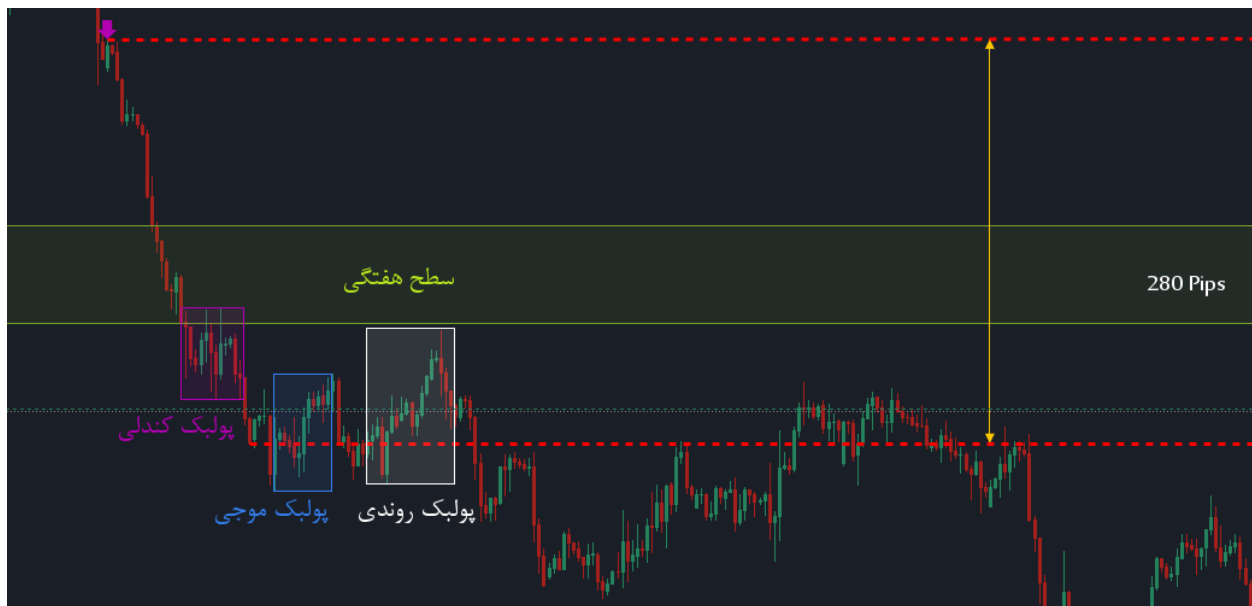 سطح هفتگی
280 Pips
پولبک کندلی
پولبک موجی
پولبک روندی